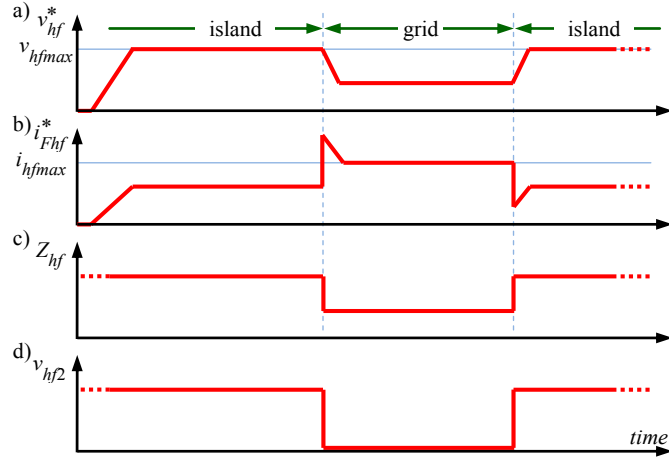 a) v*hf
island grid island
vhfmax
b) i*Fhf
ihfmax
c) Zhf
d) vhf2
time